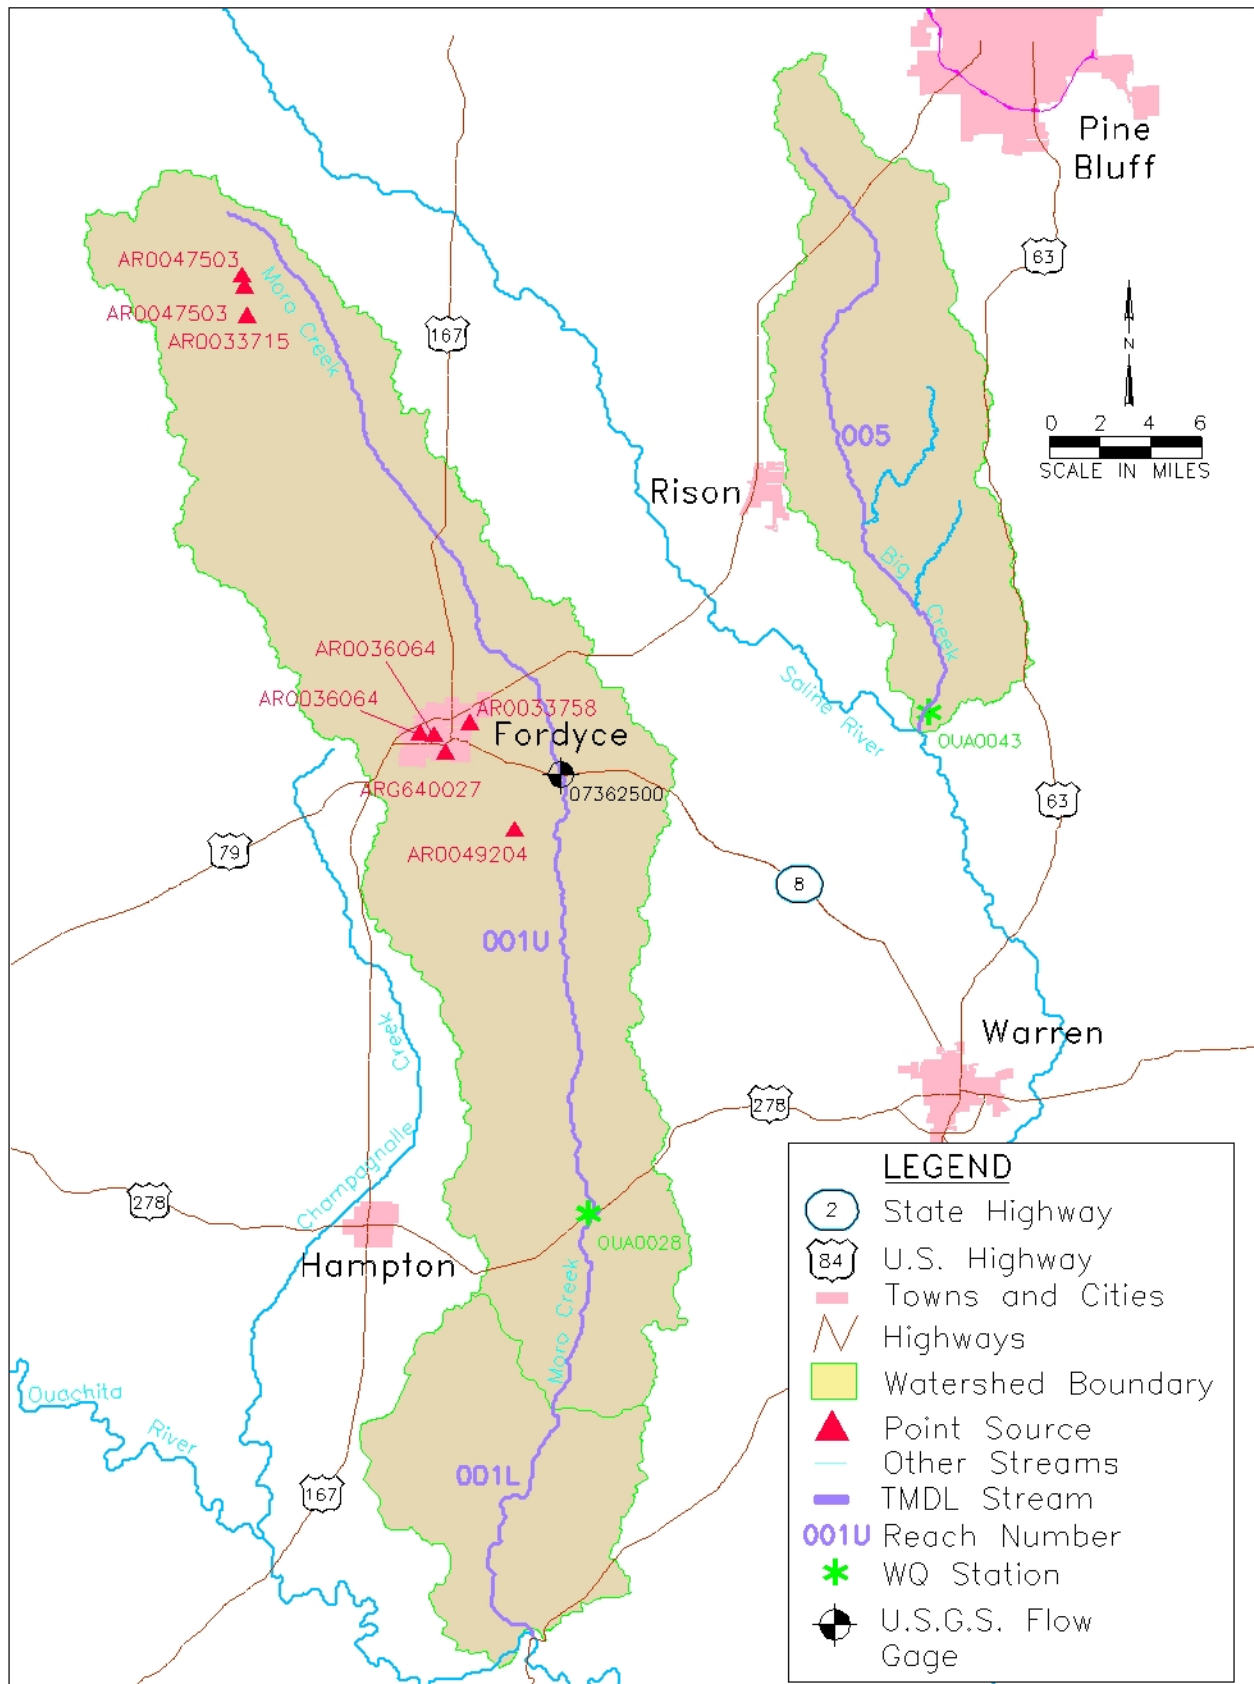 Pine
Bluff
63
AR0047503
Moro Creek
AR0047503
AR0033715
167
N
0 2 4 6
SCALE IN MILES
005
Rison
Big
Creek
AR0036064
AR0036064
AR0033758
Fordyce
Saline River
OUA0043
ARG640027
07362500
63
79
AR0049204
8
001U
Creek
Warren
278
Champagnolle
278
OUA0028
Hampton
Moro Creek
Ouachita
River
001L
167
LEGEND
2 State Highway
84 U.S. Highway
Towns and Cities
Highways
Watershed Boundary
Point Source
Other Streams
TMDL Stream
001U Reach Number
WQ Station
U.S.G.S. Flow
Gage